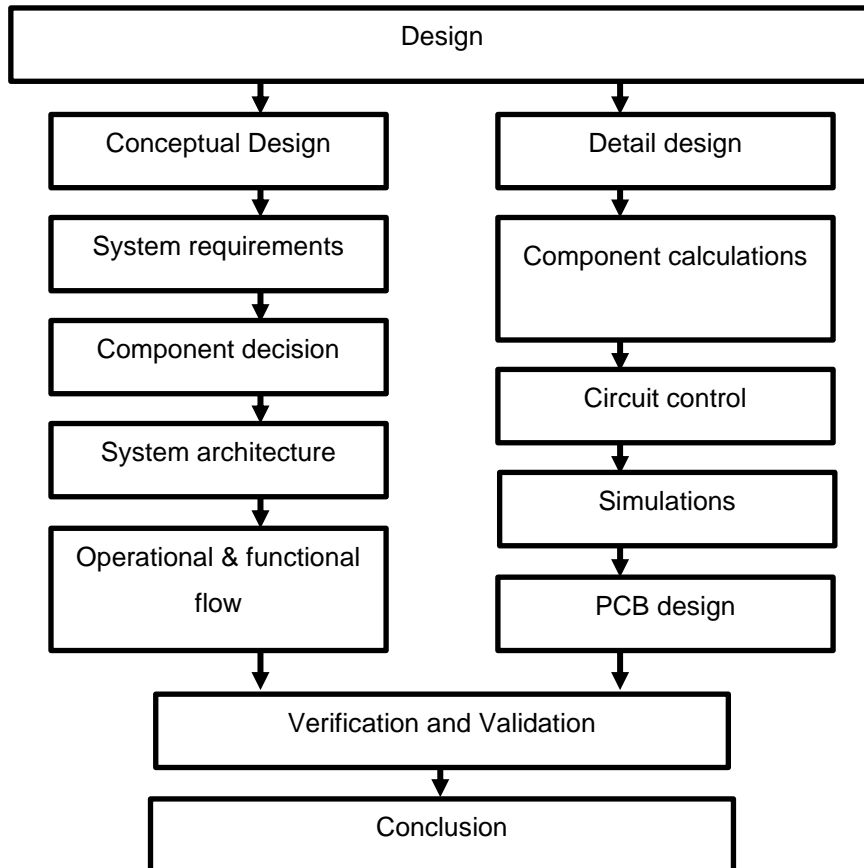 Design
Conceptual Design
System requirements
Component decision
System architecture
Operational & functional
flow
Detail design
Component calculations
Circuit control
Simulations
PCB design
Verification and Validation
Conclusion